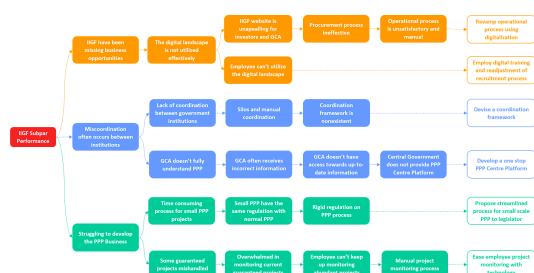 IIGF Subpar
Performance
IIGF have been
missing business
opportunities
The digital landscape
is not utilized
effectively
IIGF website is
unapealling for
investors and GCA
Procurement process
ineffective
Operational process
is unsatisfactory and
manual
Revamp operational
process using
digitalization
Employee can't utilize
the digital landscape
Employ digital training
and readjustment of
recruitment process
Miscoordination
often occurs between
institutions
Lack of coordination
between government
institutions
Silos and manual
coordination
Coordination
framework is
nonexistent
Devise a coordination
framework
GCA doesn't fully
understand PPP
GCA often receives
incorrect information
GCA doesn't have
access towards up-to-
date information
Central Government
does not provide PPP
Centre Platform
Develop a one stop
PPP Centre Platform
Struggling to develop
the PPP Business
Time consuming
process for small PPP
projects
Small PPP have the
same regulation with
normal PPP
Rigid regulation on
PPP process
Propose streamlined
process for small scale
PPP to legislator
Some guaranteed
projects mishandled
Overwhelmed in
monitoring current
guaranteed projects
Employee can't keep
up monitoring
abundant projects
Manual project
monitoring process
Ease employee project
monitoring with
technology